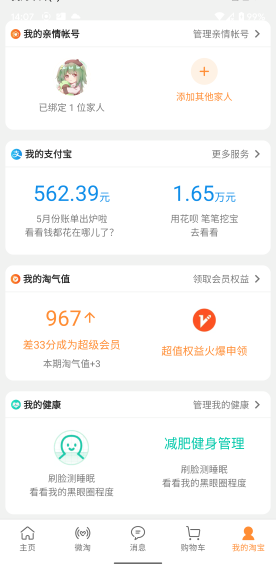 我的亲情帐号 管理亲情帐号
已绑定 1 位家人 添加其他家人
我的支付宝 更多服务
562.39元 1.65万元
5月份账单出炉啦 用花呗 笔笔挖宝
看看钱都花在哪儿了? 去看看
我的淘气值 领取会员权益
967
差33分成为超级会员 超值权益火爆申领
本期淘气值+3
我的健康 管理我的健康
减肥健身管理
刷脸测睡眠 刷脸测睡眠
看看我的黑眼圈程度 看看我的黑眼圈程度
主页 微淘 消息 购物车 我的淘宝